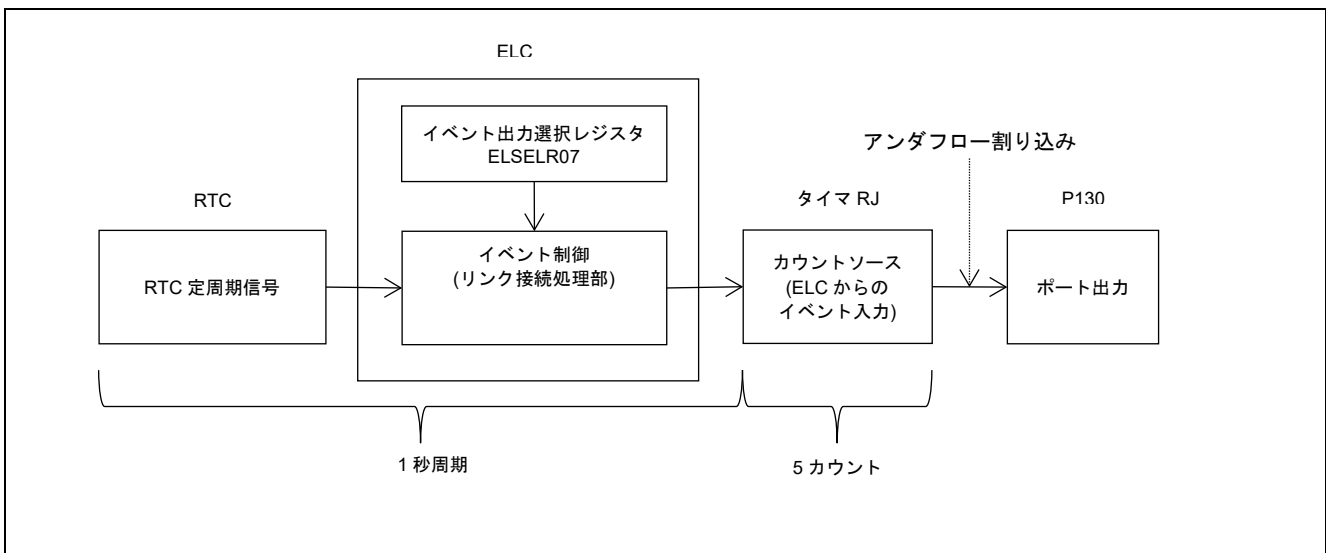 ELC
イベント出力選択レジスタ
ELSELR07
アンダフロー割り込み
RTC
タイマ RJ
P130
RTC 定周期信号
イベント制御
(リンク接続処理部)
カウントソース
(ELC からの
イベント入力)
ポート出力
1 秒周期
5 カウント